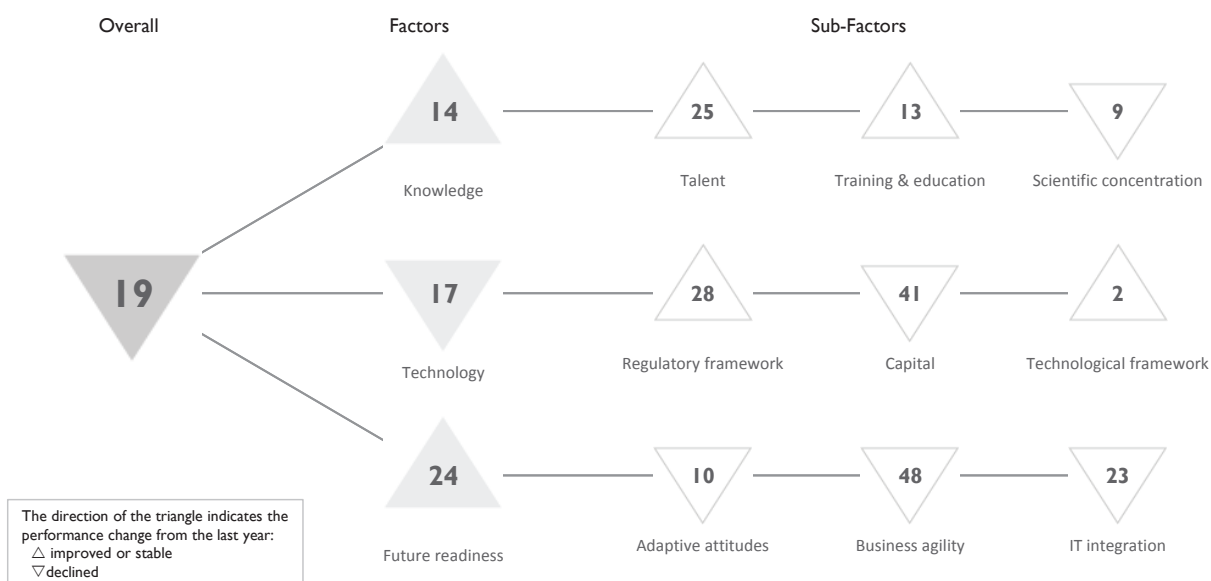 Overall Factors Sub-Factors
14 25 13 9
Knowledge Talent Training & education Scientific concentration
19 17 28 41 2
Technology Regulatory framework Capital Technological framework
24 10 48 23
Future readiness Adaptive attitudes Business agility IT integration
The direction of the triangle indicates the
performance change from the last year:
△ improved or stable
▽ declined